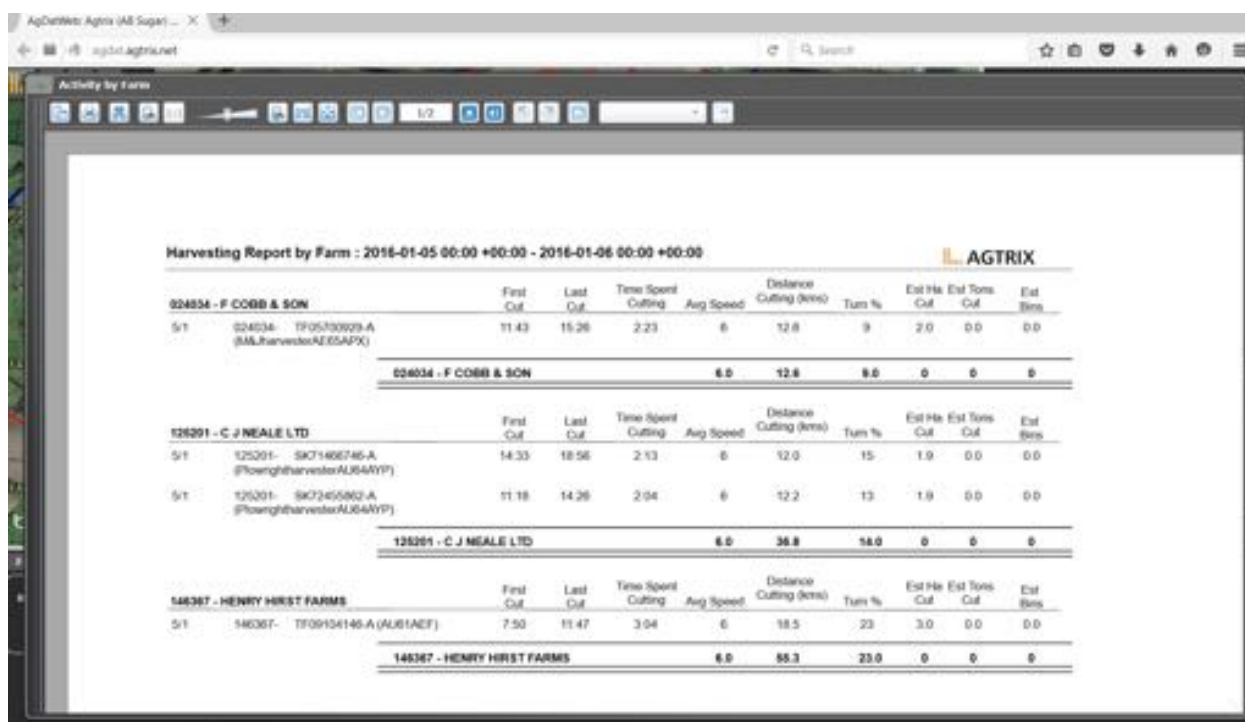 AgDatWeb: Agtrix (AB Sugar) ...
agdat.agtrix.net
Search
Activity by Farm
1/2
Harvesting Report by Farm : 2016-01-05 00:00 +00:00 - 2016-01-06 00:00 +00:00
AGTRIX
024034 - F COBB & SON First Cut Last Cut Time Spent Cutting Avg Speed Distance Cutting (kms) Turn % Est Ha Cut Est Tons Cut Est Bins
5/1 024034- TF05700929-A 11:43 15:26 2:23 6 12.6 9 2.0 0.0 0.0
(M&JharvesterAE65APX)
024034 - F COBB & SON 6.0 12.6 9.0 0 0 0
125201 - C J NEALE LTD First Cut Last Cut Time Spent Cutting Avg Speed Distance Cutting (kms) Turn % Est Ha Cut Est Tons Cut Est Bins
5/1 125201- SK71466746-A 14:33 18:56 2:13 6 12.0 15 1.9 0.0 0.0
(PlowrightharvesterAU64AYP)
5/1 125201- SK72455862-A 11:18 14:26 2:04 6 12.2 13 1.9 0.0 0.0
(PlowrightharvesterAU64AYP)
125201 - C J NEALE LTD 6.0 36.8 14.0 0 0 0
146367 - HENRY HIRST FARMS First Cut Last Cut Time Spent Cutting Avg Speed Distance Cutting (kms) Turn % Est Ha Cut Est Tons Cut Est Bins
5/1 146367- TF09104146-A (AU61AEF) 7:50 11:47 3:04 6 18.5 23 3.0 0.0 0.0
146367 - HENRY HIRST FARMS 6.0 55.3 23.0 0 0 0